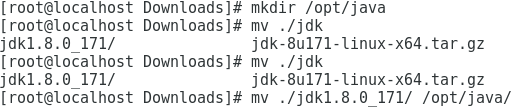 [root@localhost Downloads]# mkdir /opt/java
[root@localhost Downloads]# mv ./jdk
jdk1.8.0_171/               jdk-8u171-linux-x64.tar.gz
[root@localhost Downloads]# mv ./jdk
jdk1.8.0_171/               jdk-8u171-linux-x64.tar.gz
[root@localhost Downloads]# mv ./jdk1.8.0_171/ /opt/java/